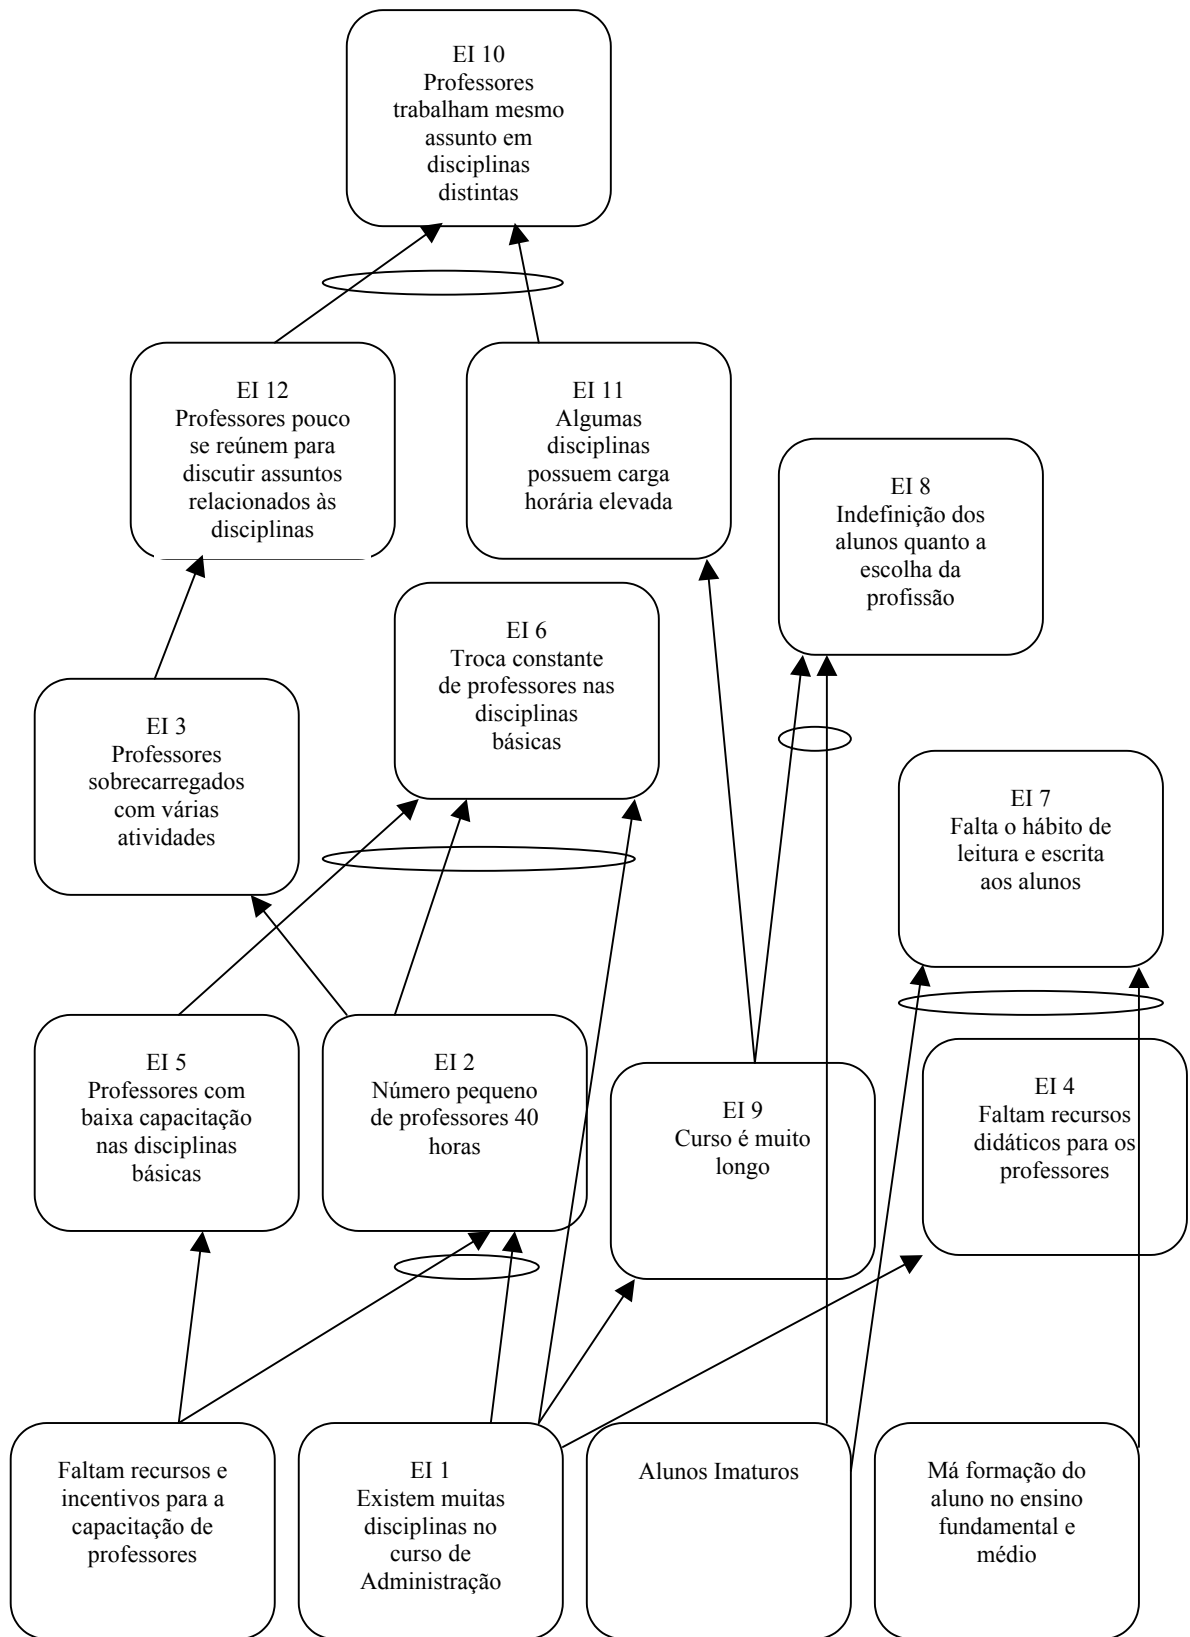 EI 10
Professores
trabalham mesmo
assunto em
disciplinas
distintas
EI 12
Professores pouco
se reúnem para
discutir assuntos
relacionados às
disciplinas
EI 11
Algumas
disciplinas
possuem carga
horária elevada
EI 8
Indefinição dos
alunos quanto a
escolha da
profissão
EI 6
Troca constante
de professores nas
disciplinas
básicas
EI 3
Professores
sobrecarregados
com várias
atividades
EI 7
Falta o hábito de
leitura e escrita
aos alunos
EI 5
Professores com
baixa capacitação
nas disciplinas
básicas
EI 2
Número pequeno
de professores 40
horas
EI 9
Curso é muito
longo
EI 4
Faltam recursos
didáticos para os
professores
Faltam recursos e
incentivos para a
capacitação de
professores
EI 1
Existem muitas
disciplinas no
curso de
Administração
Alunos Imaturos
Má formação do
aluno no ensino
fundamental e
médio